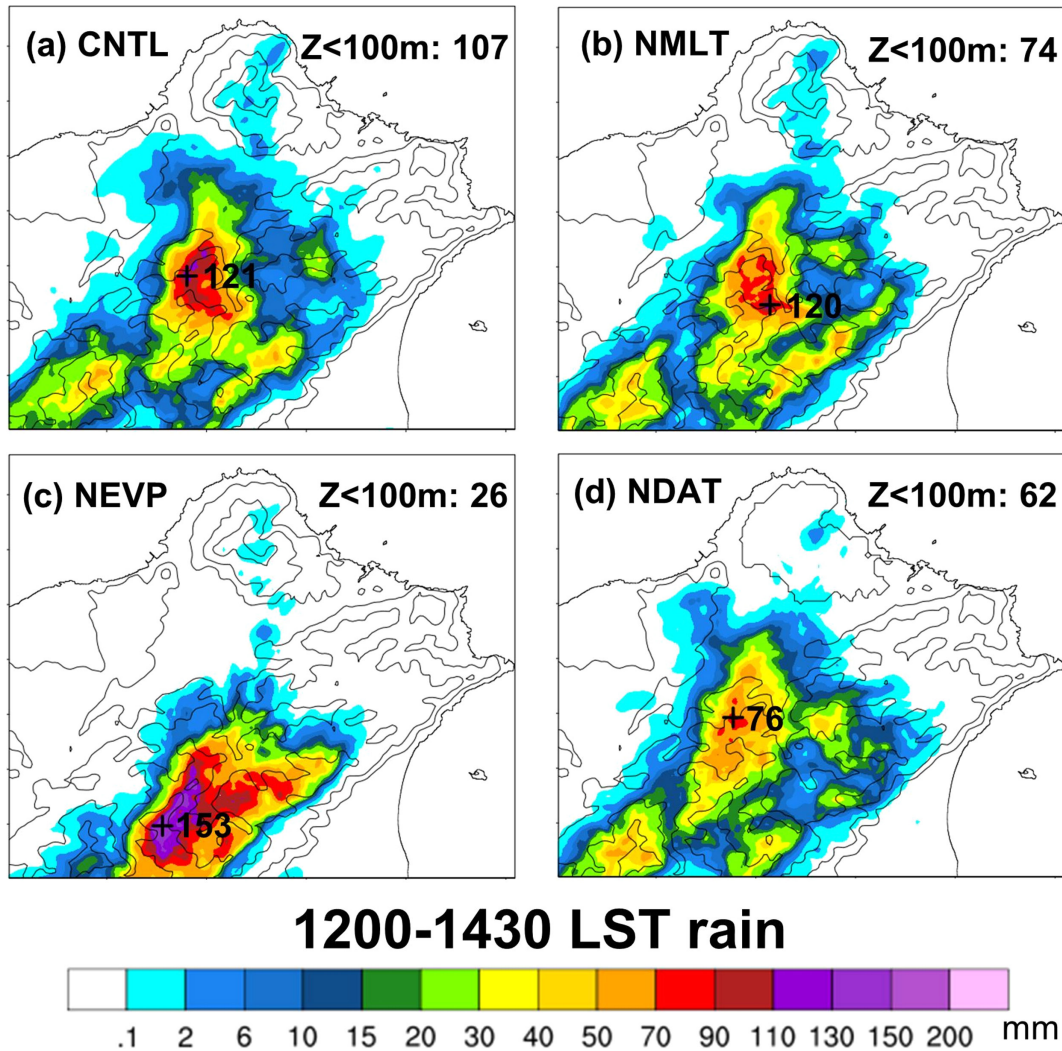 (a) CNTL Z<100m: 107
+121
(b) NMLT Z<100m: 74
+120
(c) NEVP Z<100m: 26
+153
(d) NDAT Z<100m: 62
+76
1200-1430 LST rain
.1 2 6 10 15 20 30 40 50 70 90 110 130 150 200 mm